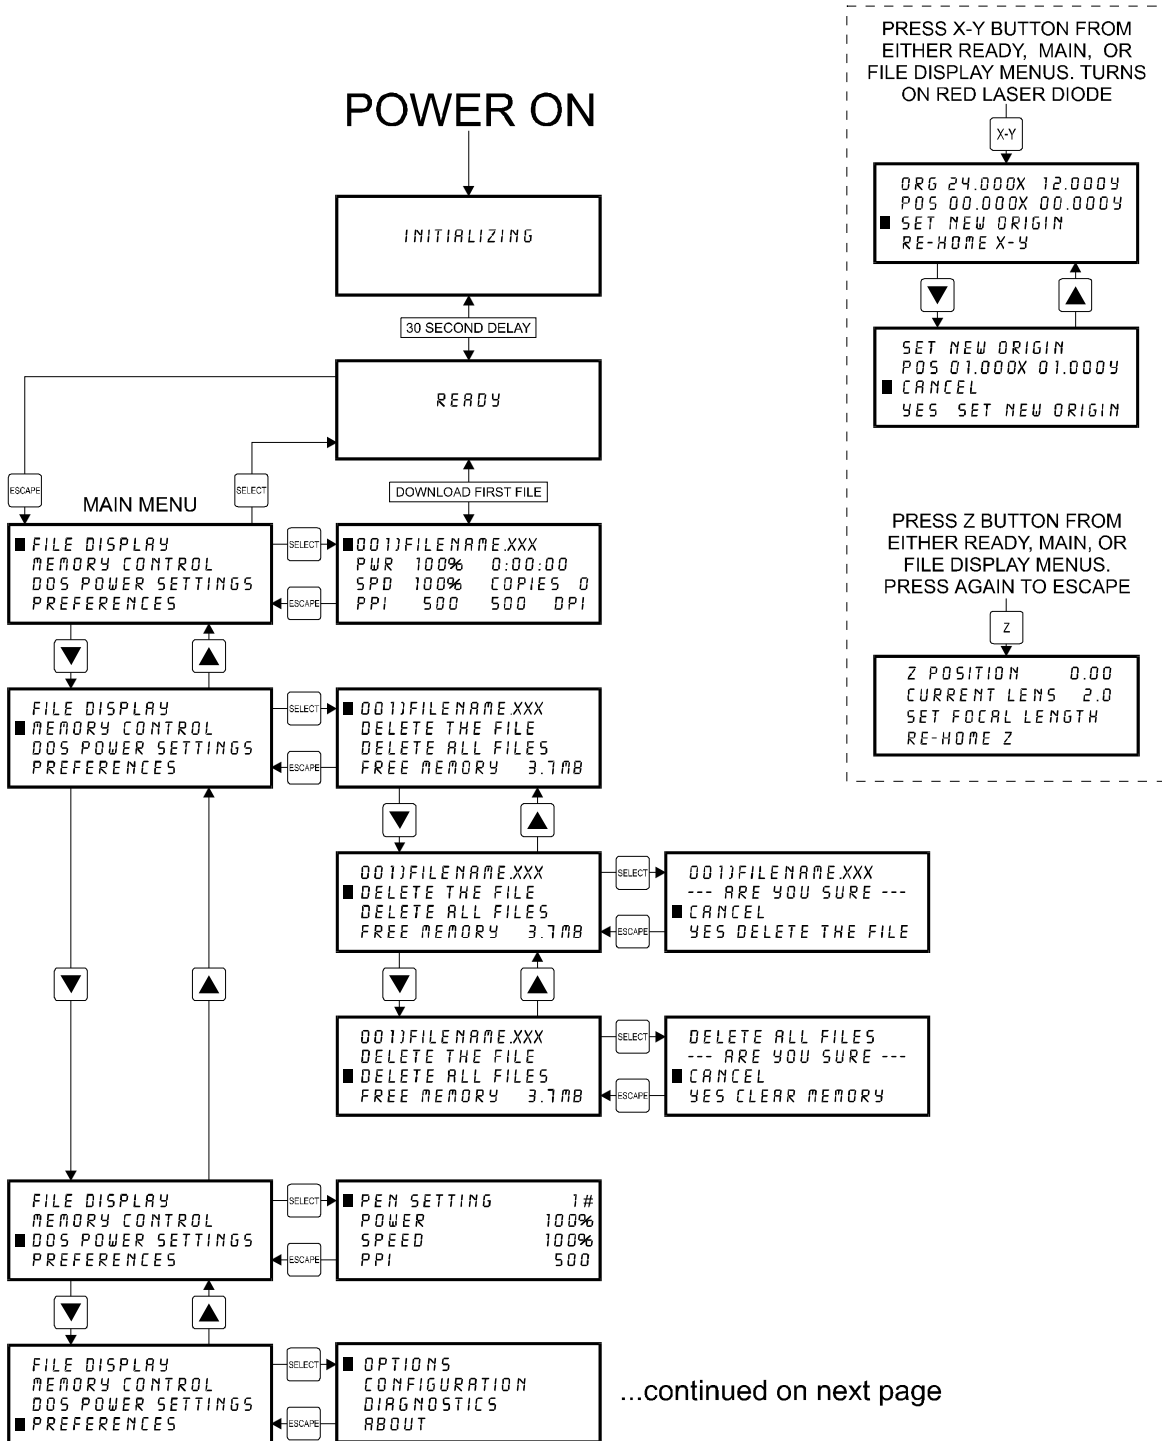 POWER ON
INITIALIZING
30 SECOND DELAY
READY
ESCAPE
SELECT
DOWNLOAD FIRST FILE
MAIN MENU
FILE DISPLAY
MEMORY CONTROL
DOS POWER SETTINGS
PREFERENCES
SELECT
ESCAPE
001)FILENAME.XXX
PWR 100% 0:00:00
SPD 100% COPIES 0
PPI 500 500 DPI
FILE DISPLAY
MEMORY CONTROL
DOS POWER SETTINGS
PREFERENCES
SELECT
ESCAPE
001)FILENAME.XXX
DELETE THE FILE
DELETE ALL FILES
FREE MEMORY 3.7MB
001)FILENAME.XXX
DELETE THE FILE
DELETE ALL FILES
FREE MEMORY 3.7MB
SELECT
ESCAPE
001)FILENAME.XXX
--- ARE YOU SURE ---
CANCEL
YES DELETE THE FILE
001)FILENAME.XXX
DELETE THE FILE
DELETE ALL FILES
FREE MEMORY 3.7MB
SELECT
ESCAPE
DELETE ALL FILES
--- ARE YOU SURE ---
CANCEL
YES CLEAR MEMORY
FILE DISPLAY
MEMORY CONTROL
DOS POWER SETTINGS
PREFERENCES
SELECT
ESCAPE
PEN SETTING 1#
POWER 100%
SPEED 100%
PPI 500
FILE DISPLAY
MEMORY CONTROL
DOS POWER SETTINGS
PREFERENCES
SELECT
ESCAPE
OPTIONS
CONFIGURATION
DIAGNOSTICS
ABOUT
...continued on next page
PRESS X-Y BUTTON FROM
EITHER READY, MAIN, OR
FILE DISPLAY MENUS. TURNS
ON RED LASER DIODE
X-Y
ORG 24.000X 12.000Y
POS 00.000X 00.000Y
SET NEW ORIGIN
RE-HOME X-Y
SET NEW ORIGIN
POS 01.000X 01.000Y
CANCEL
YES SET NEW ORIGIN
PRESS Z BUTTON FROM
EITHER READY, MAIN, OR
FILE DISPLAY MENUS.
PRESS AGAIN TO ESCAPE
Z
Z POSITION 0.00
CURRENT LENS 2.0
SET FOCAL LENGTH
RE-HOME Z